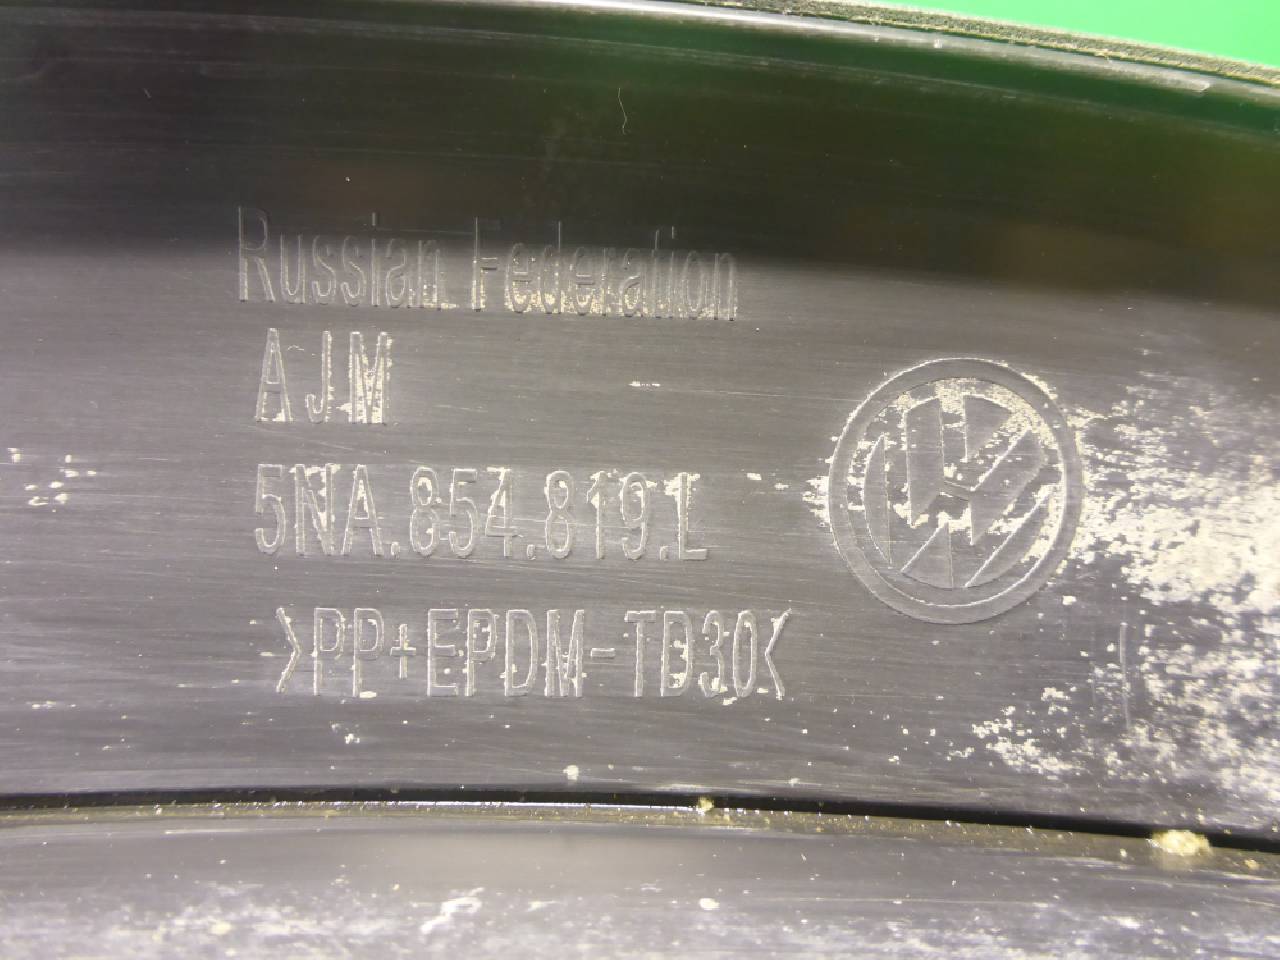 Russian Federation
AJM
5NA.854.819.L
>PP+EPDM-TD30<